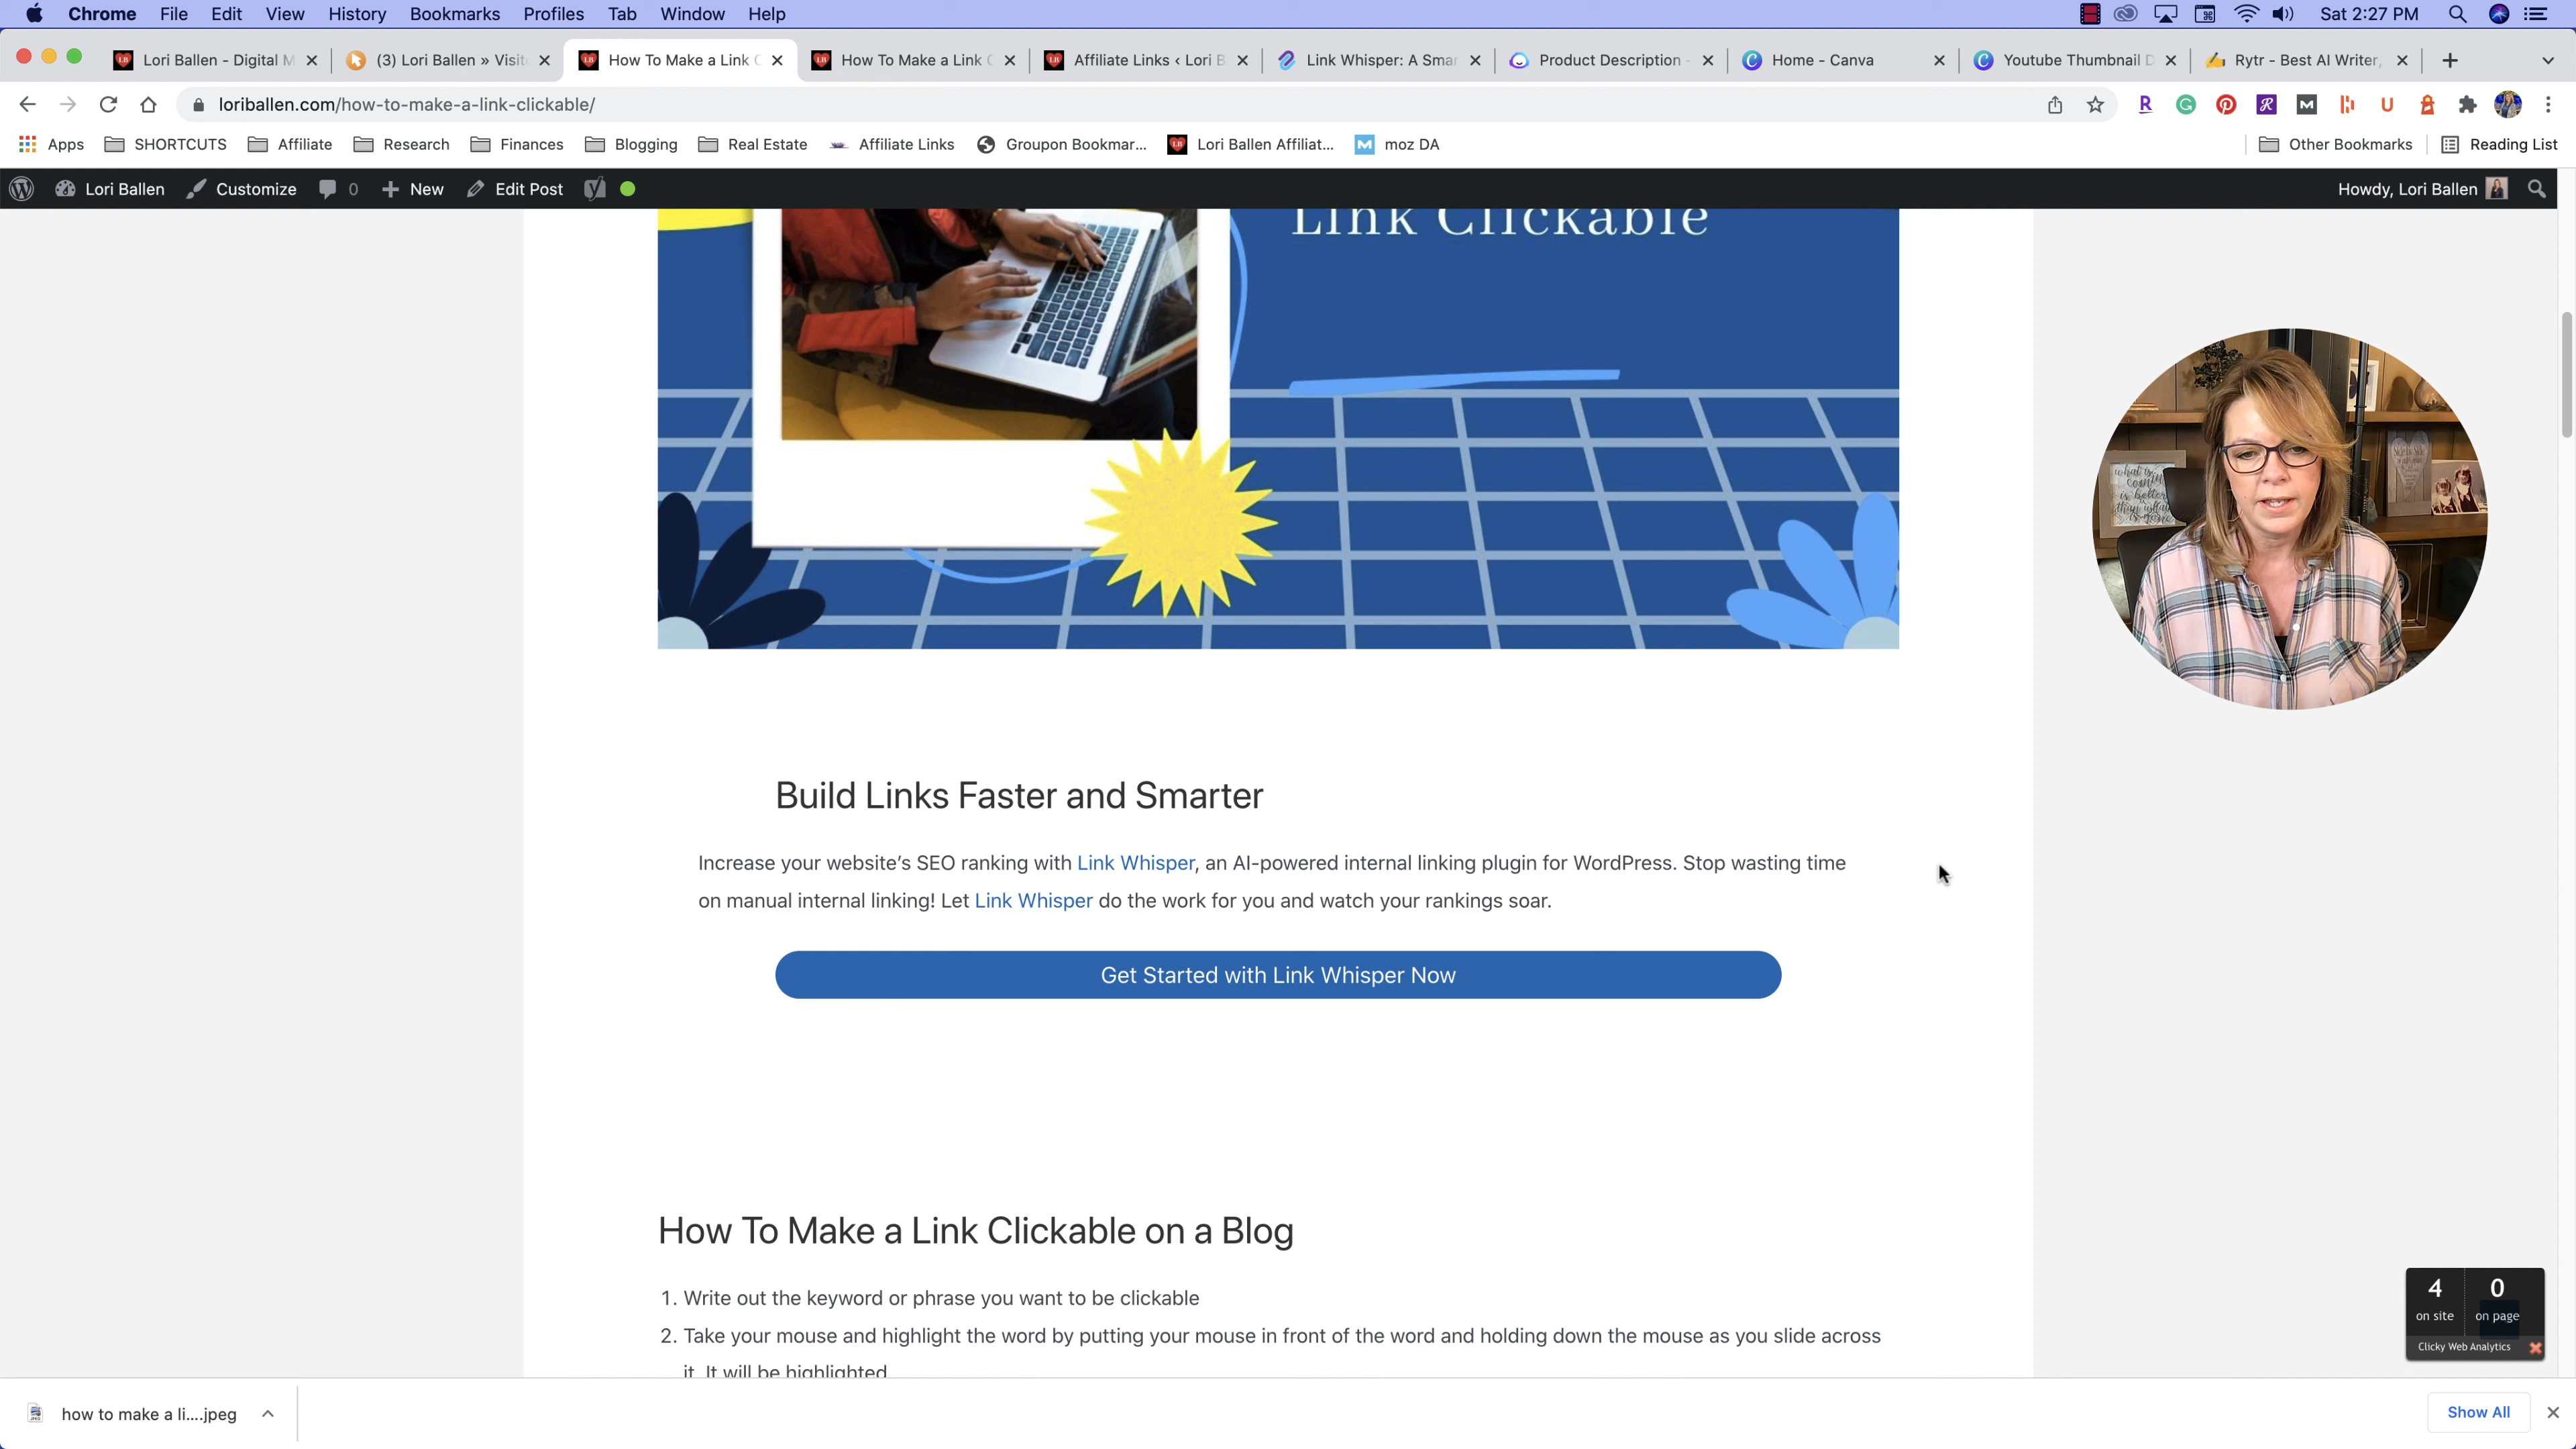 Chrome File Edit View History Bookmarks Profiles Tab Window Help Sat 2:27 PM
Lori Ballen - Digital M (3) Lori Ballen » Visit How To Make a Link C How To Make a Link C Affiliate Links ‹ Lori B Link Whisper: A Smar Product Description - Home - Canva Youtube Thumbnail D Rytr - Best AI Writer,
loriballen.com/how-to-make-a-link-clickable/
Apps SHORTCUTS Affiliate Research Finances Blogging Real Estate Affiliate Links Groupon Bookmar... Lori Ballen Affiliat... moz DA Other Bookmarks Reading List
Lori Ballen Customize 0 New Edit Post Howdy, Lori Ballen
Link Clickable
Build Links Faster and Smarter
Increase your website's SEO ranking with Link Whisper, an AI-powered internal linking plugin for WordPress. Stop wasting time
on manual internal linking! Let Link Whisper do the work for you and watch your rankings soar.
Get Started with Link Whisper Now
How To Make a Link Clickable on a Blog
1. Write out the keyword or phrase you want to be clickable
2. Take your mouse and highlight the word by putting your mouse in front of the word and holding down the mouse as you slide across
it. It will be highlighted
4 0
on site on page
Clicky Web Analytics
how to make a li....jpeg
Show All